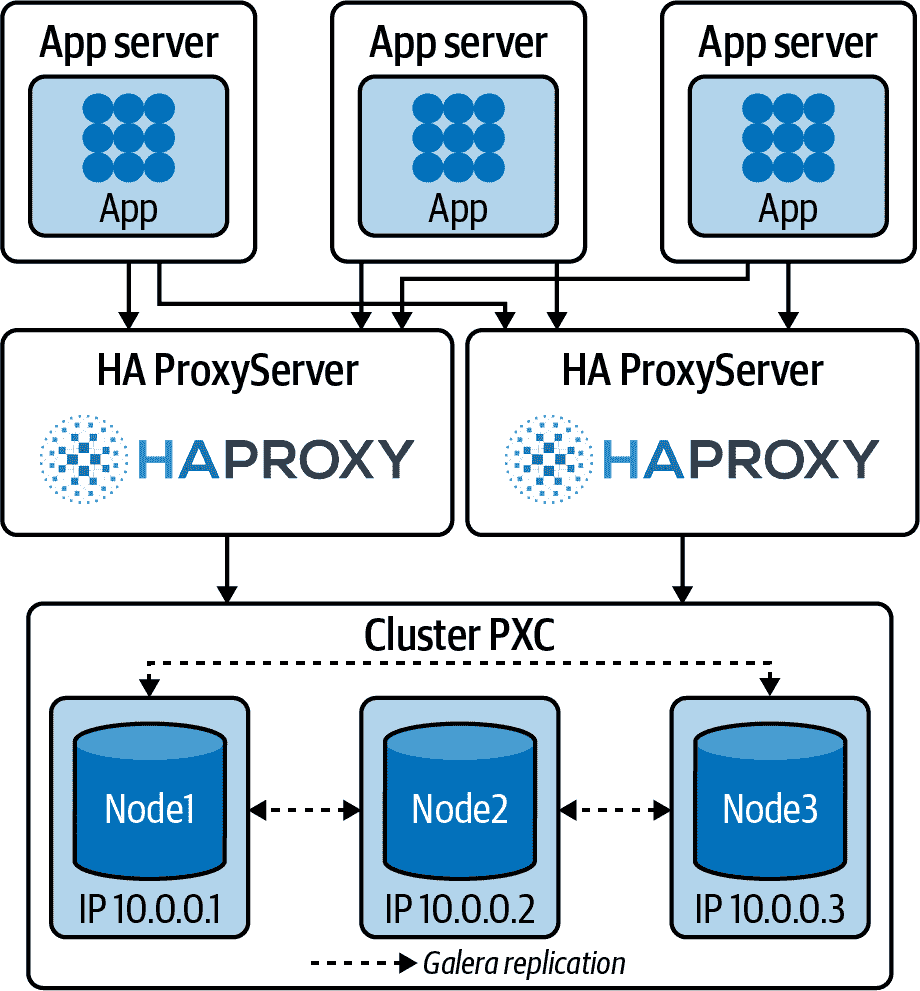 App server
App server
App server
App
App
App
HA ProxyServer
HA ProxyServer
HAPROXY
HAPROXY
Cluster PXC
Node1
Node2
Node3
IP 10.0.0.1
IP 10.0.0.2
IP 10.0.0.3
Galera replication